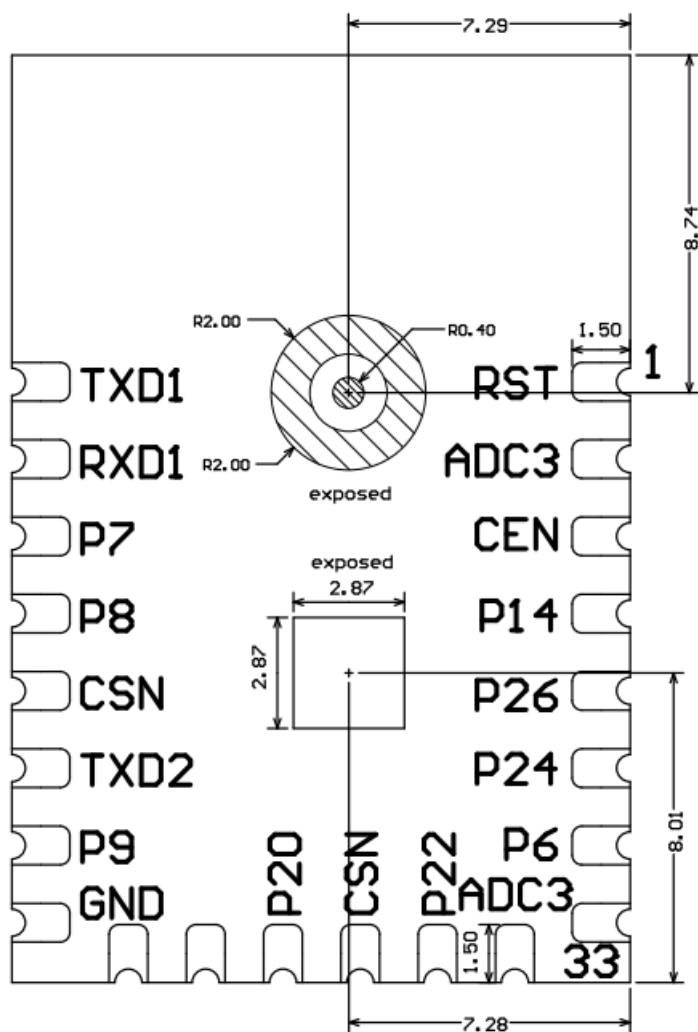 7.29
8.74
R2.00
R0.40
1.50
1
TXD1
RST
RXD1
ADC3
R2.00
exposed
P7
CEN
exposed
2.87
P8
P14
2.87
CSN
P26
TXD2
P24
8.01
P9
P20
CSN
P22
P6
GND
ADC3
1.50
33
7.28